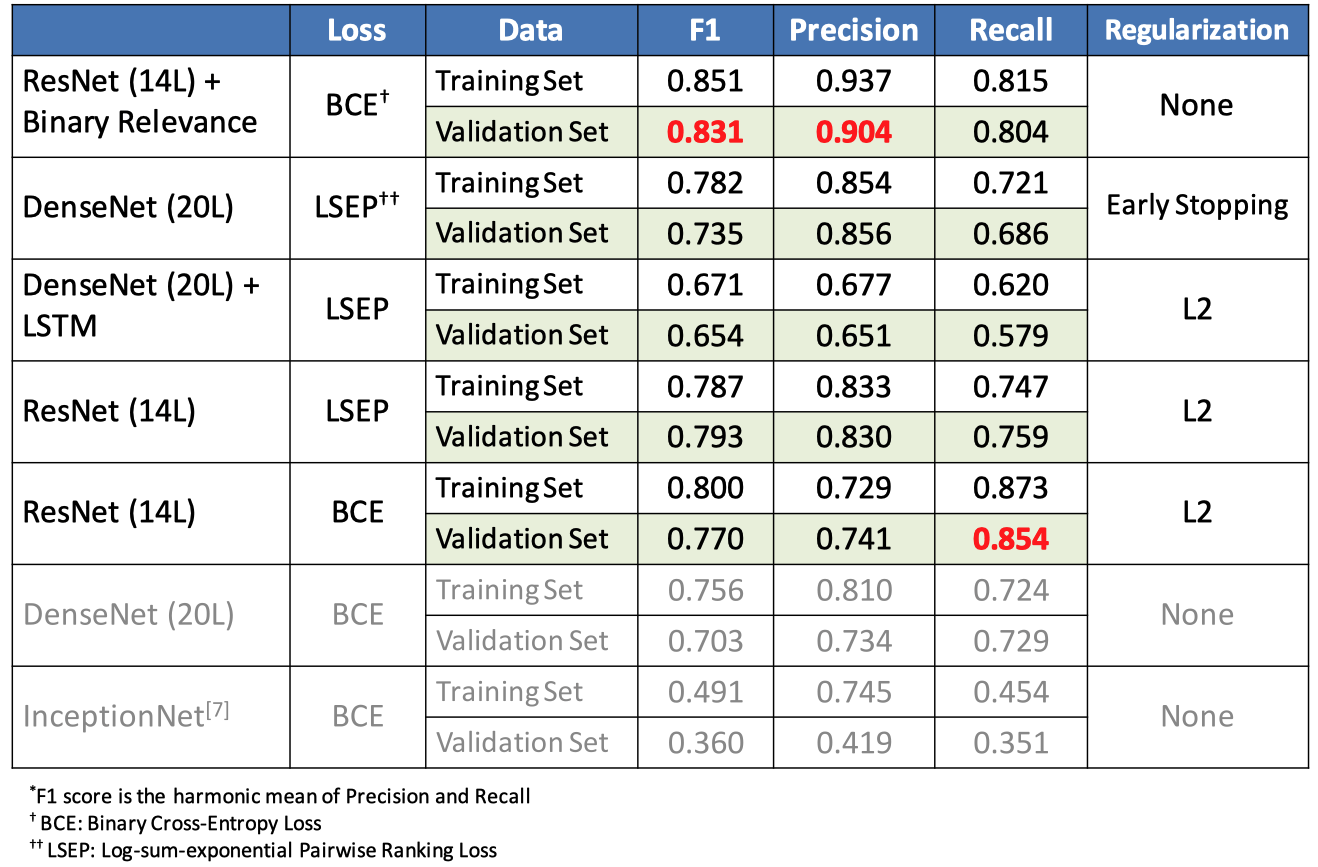 Loss Data F1 Precision Recall Regularization
ResNet (14L) +
Binary Relevance
BCE†
Training Set 0.851 0.937 0.815
Validation Set 0.831 0.904 0.804
None
DenseNet (20L)
LSEP††
Training Set 0.782 0.854 0.721
Validation Set 0.735 0.856 0.686
Early Stopping
DenseNet (20L) +
LSTM
LSEP
Training Set 0.671 0.677 0.620
Validation Set 0.654 0.651 0.579
L2
ResNet (14L)
LSEP
Training Set 0.787 0.833 0.747
Validation Set 0.793 0.830 0.759
L2
ResNet (14L)
BCE
Training Set 0.800 0.729 0.873
Validation Set 0.770 0.741 0.854
L2
DenseNet (20L)
BCE
Training Set 0.756 0.810 0.724
Validation Set 0.703 0.734 0.729
None
InceptionNet[7]
BCE
Training Set 0.491 0.745 0.454
Validation Set 0.360 0.419 0.351
None
*F1 score is the harmonic mean of Precision and Recall
† BCE: Binary Cross-Entropy Loss
†† LSEP: Log-sum-exponential Pairwise Ranking Loss